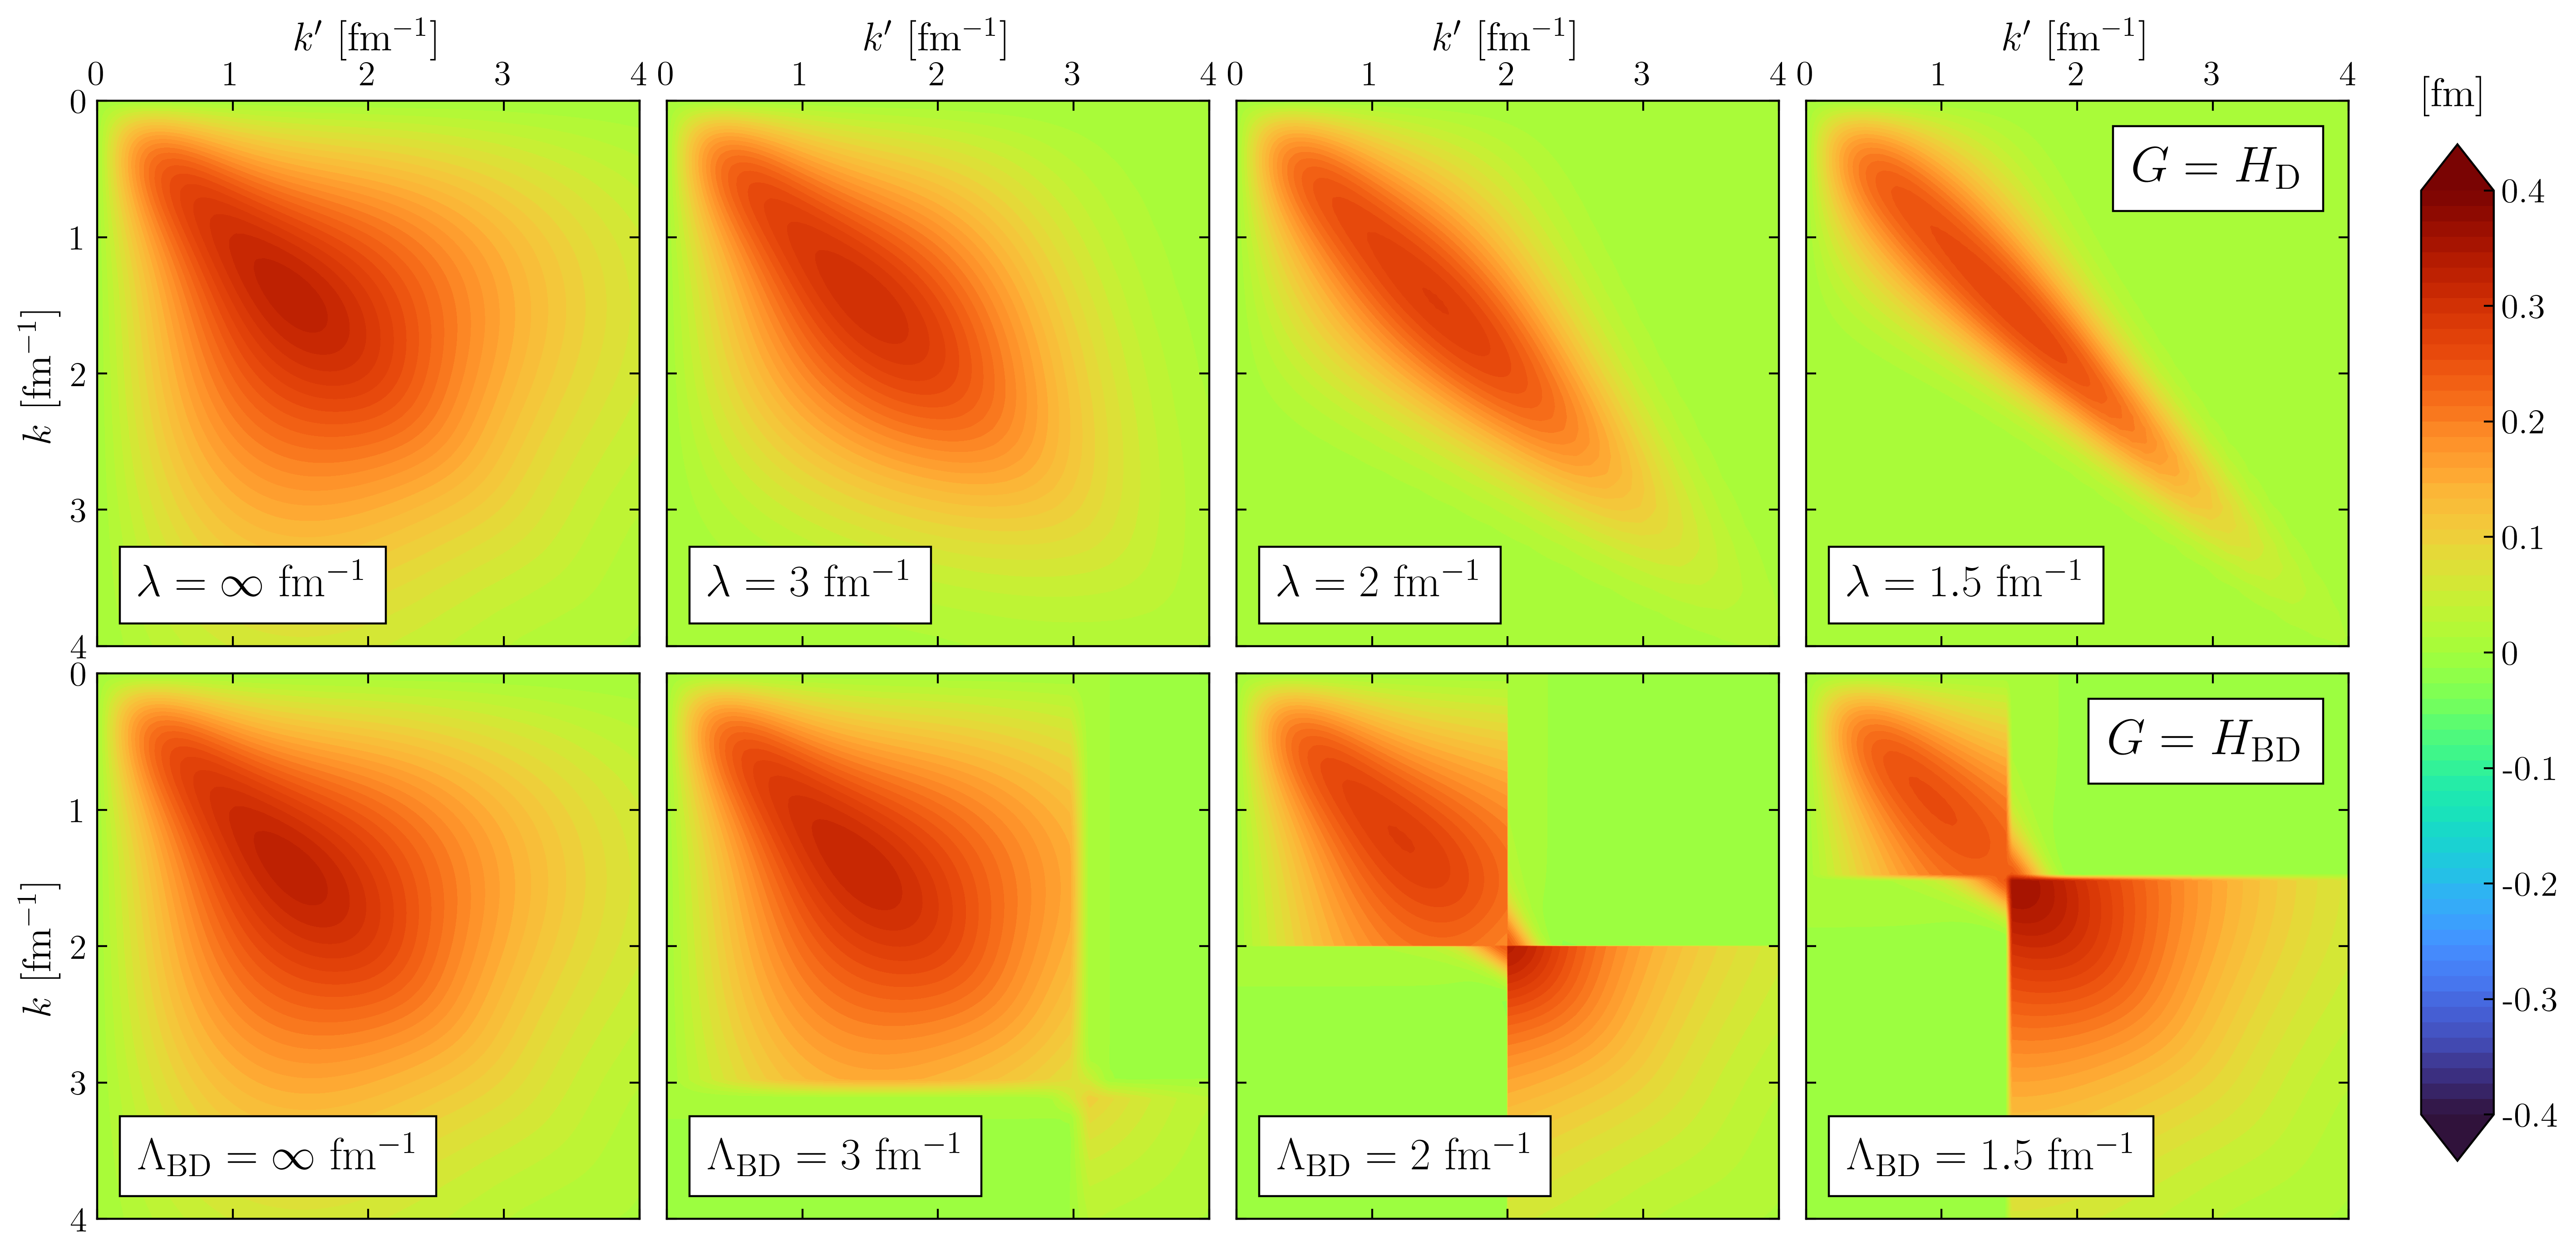 k′ [fm⁻¹] k′ [fm⁻¹] k′ [fm⁻¹] k′ [fm⁻¹]
0 1 2 3 4 0 1 2 3 4 0 1 2 3 4 0 1 2 3 4
[fm]
0
1
2
3
4
k [fm⁻¹]
G = H_D
λ = ∞ fm⁻¹
λ = 3 fm⁻¹
λ = 2 fm⁻¹
λ = 1.5 fm⁻¹
0
1
2
3
4
k [fm⁻¹]
G = H_BD
Λ_BD = ∞ fm⁻¹
Λ_BD = 3 fm⁻¹
Λ_BD = 2 fm⁻¹
Λ_BD = 1.5 fm⁻¹
0.4
0.3
0.2
0.1
0
-0.1
-0.2
-0.3
-0.4